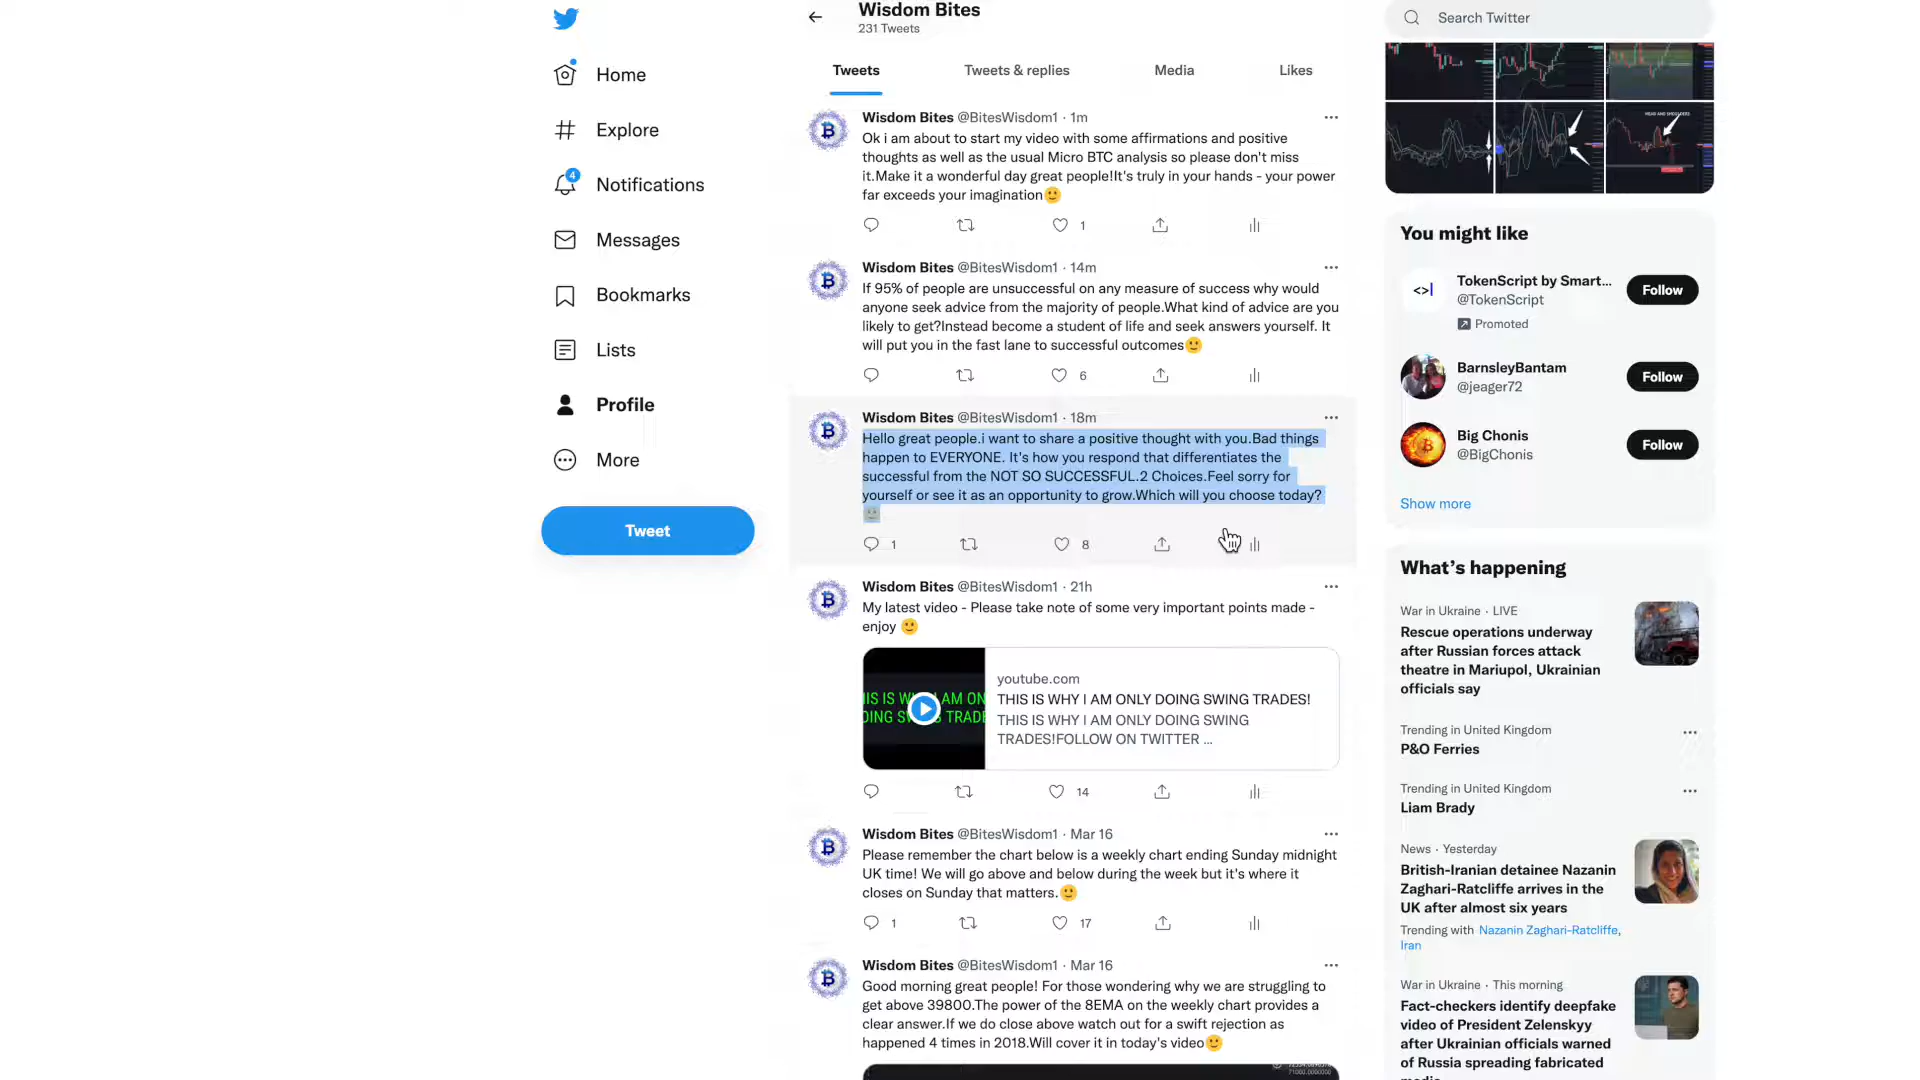 Wisdom Bites
231 Tweets
Search Twitter
Home
Explore
4
Notifications
Messages
Bookmarks
Lists
Profile
More
Tweet
Tweets
Tweets & replies
Media
Likes
Wisdom Bites @BitesWisdom1 · 1m
Ok i am about to start my video with some affirmations and positive
thoughts as well as the usual Micro BTC analysis so please don't miss
it.Make it a wonderful day great people!It's truly in your hands - your power
far exceeds your imagination🙂
1
Wisdom Bites @BitesWisdom1 · 14m
If 95% of people are unsuccessful on any measure of success why would
anyone seek advice from the majority of people.What kind of advice are you
likely to get?Instead become a student of life and seek answers yourself. It
will put you in the fast lane to successful outcomes🙂
6
Wisdom Bites @BitesWisdom1 · 18m
Hello great people.i want to share a positive thought with you.Bad things
happen to EVERYONE. It's how you respond that differentiates the
successful from the NOT SO SUCCESSFUL.2 Choices.Feel sorry for
yourself or see it as an opportunity to grow.Which will you choose today?
🙂
1 8
Wisdom Bites @BitesWisdom1 · 21h
My latest video - Please take note of some very important points made -
enjoy 🙂
youtube.com
THIS IS WHY I AM ONLY DOING SWING TRADES!
THIS IS WHY I AM ONLY DOING SWING
TRADES!FOLLOW ON TWITTER ...
14
Wisdom Bites @BitesWisdom1 · Mar 16
Please remember the chart below is a weekly chart ending Sunday midnight
UK time! We will go above and below during the week but it's where it
closes on Sunday that matters.🙂
1 17
Wisdom Bites @BitesWisdom1 · Mar 16
Good morning great people! For those wondering why we are struggling to
get above 39800.The power of the 8EMA on the weekly chart provides a
clear answer.If we do close above watch out for a swift rejection as
happened 4 times in 2018.Will cover it in today's video🙂
HEAD AND SHOULDERS
You might like
TokenScript by Smart...
@TokenScript
Promoted
Follow
BarnsleyBantam
@jeager72
Follow
Big Chonis
@BigChonis
Follow
Show more
What's happening
War in Ukraine · LIVE
Rescue operations underway
after Russian forces attack
theatre in Mariupol, Ukrainian
officials say
Trending in United Kingdom
P&O Ferries
Trending in United Kingdom
Liam Brady
News · Yesterday
British-Iranian detainee Nazanin
Zaghari-Ratcliffe arrives in the
UK after almost six years
Trending with Nazanin Zaghari-Ratcliffe,
Iran
War in Ukraine · This morning
Fact-checkers identify deepfake
video of President Zelenskyy
after Ukrainian officials warned
of Russia spreading fabricated